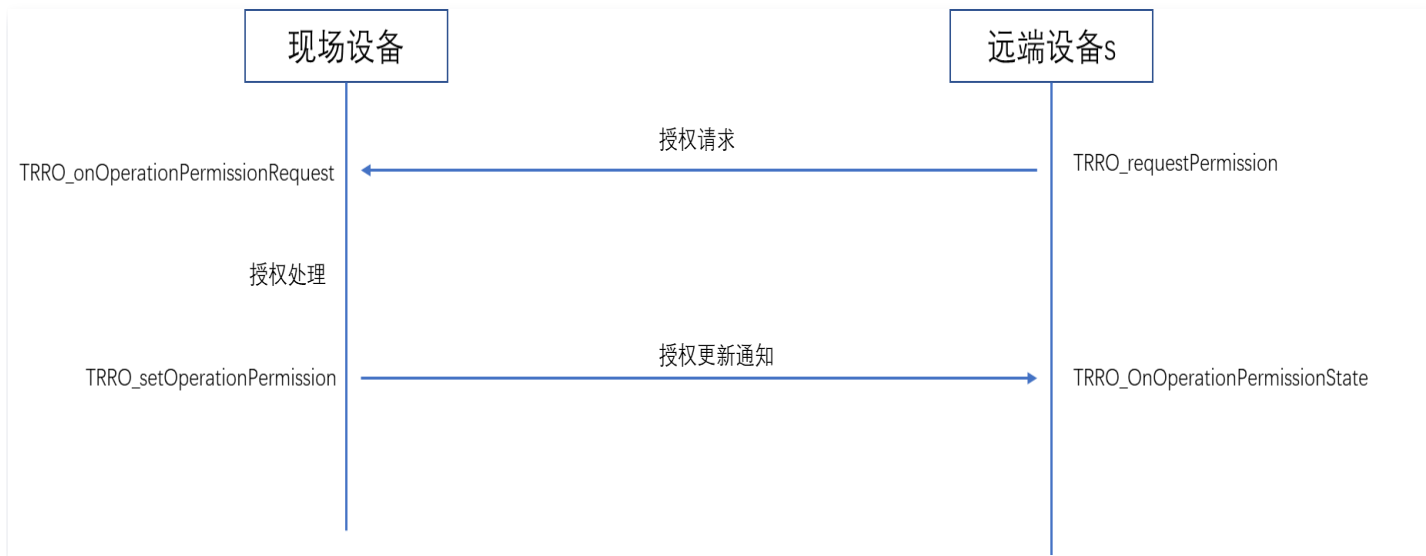 现场设备
远端设备s
授权请求
TRRO_onOperationPermissionRequest
TRRO_requestPermission
授权处理
授权更新通知
TRRO_setOperationPermission
TRRO_OnOperationPermissionState